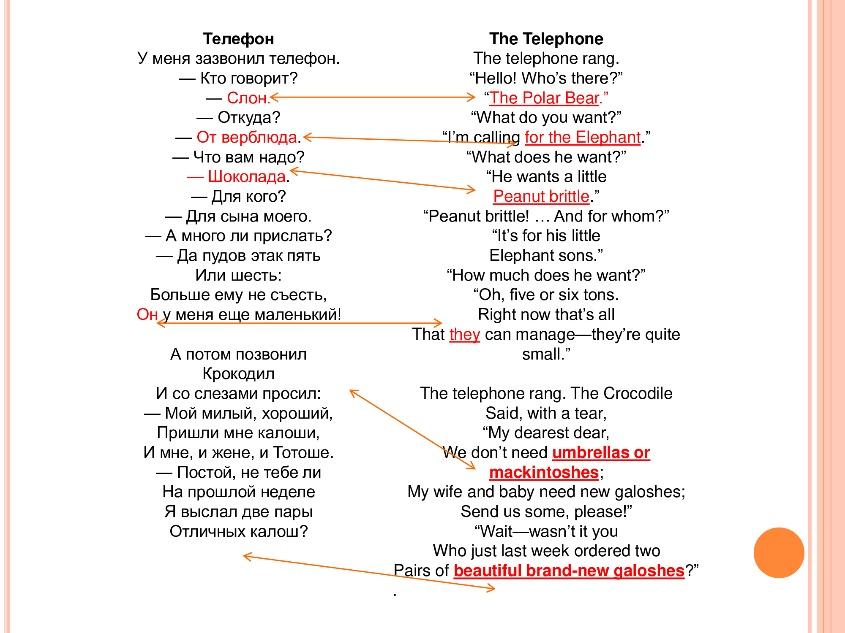 Телефон
У меня зазвонил телефон.
— Кто говорит?
— Слон.
— Откуда?
— От верблюда.
— Что вам надо?
— Шоколада.
— Для кого?
— Для сына моего.
— А много ли прислать?
— Да пудов этак пять
Или шесть:
Больше ему не съесть,
Он у меня еще маленький!
А потом позвонил
Крокодил
И со слезами просил:
— Мой милый, хороший,
Пришли мне калоши,
И мне, и жене, и Тотоше.
— Постой, не тебе ли
На прошлой неделе
Я выслал две пары
Отличных калош?
The Telephone
The telephone rang.
“Hello! Who’s there?”
“The Polar Bear.”
“What do you want?”
“I’m calling for the Elephant.”
“What does he want?”
“He wants a little
Peanut brittle.”
“Peanut brittle! … And for whom?”
“It’s for his little
Elephant sons.”
“How much does he want?”
“Oh, five or six tons.
Right now that’s all
That they can manage—they’re quite
small.”
The telephone rang. The Crocodile
Said, with a tear,
“My dearest dear,
We don’t need umbrellas or
mackintoshes;
My wife and baby need new galoshes;
Send us some, please!”
“Wait—wasn’t it you
Who just last week ordered two
Pairs of beautiful brand-new galoshes?”
.